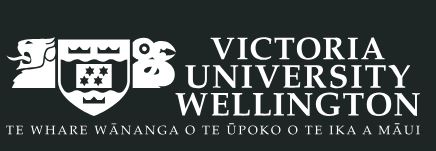 VICTORIA
UNIVERSITY
WELLINGTON
TE WHARE WĀNANGA O TE ŪPOKO O TE IKA A MĀUI